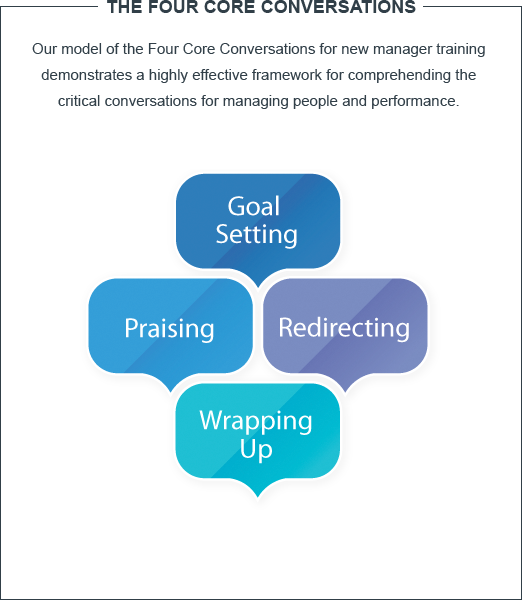 THE FOUR CORE CONVERSATIONS
Our model of the Four Core Conversations for new manager training
demonstrates a highly effective framework for comprehending the
critical conversations for managing people and performance.
Goal
Setting
Praising
Redirecting
Wrapping
Up